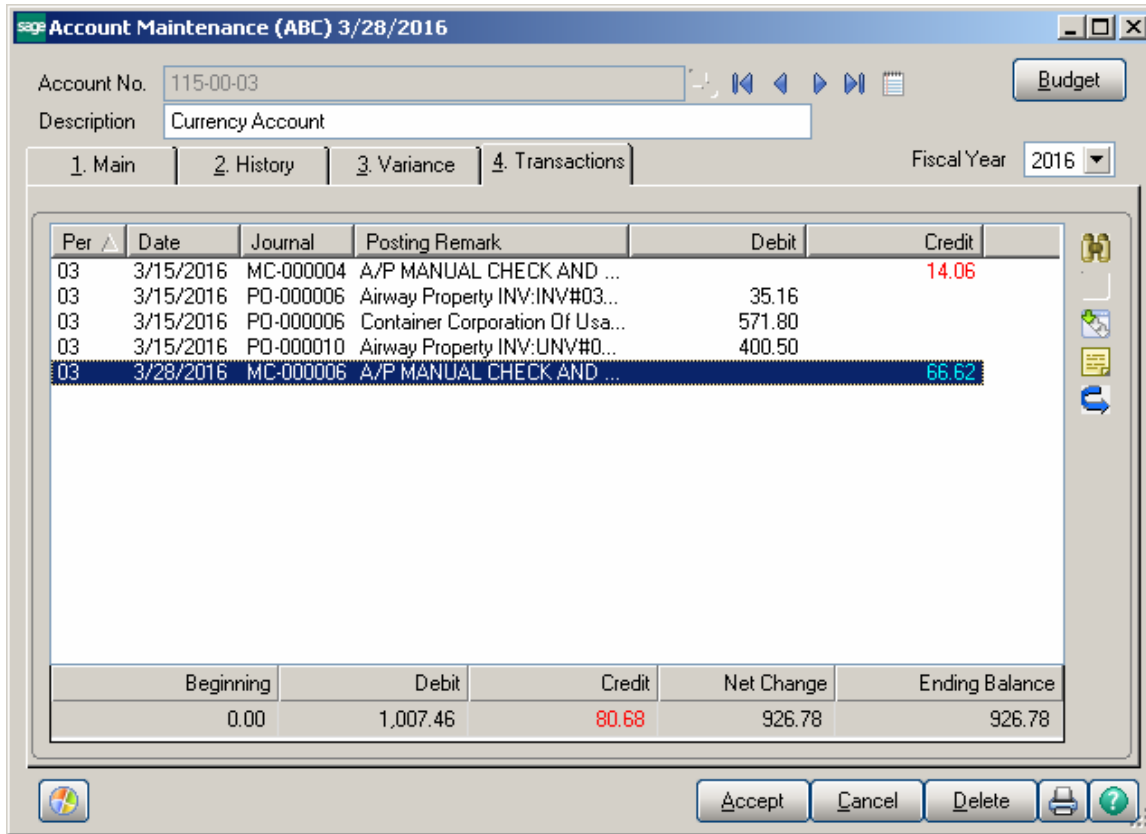 sage Account Maintenance (ABC) 3/28/2016
Account No. 115-00-03 Budget
Description Currency Account
1. Main 2. History 3. Variance 4. Transactions Fiscal Year 2016
Per Date Journal Posting Remark Debit Credit
03 3/15/2016 MC-000004 A/P MANUAL CHECK AND ... 14.06
03 3/15/2016 PO-000006 Airway Property INV:INV#03... 35.16
03 3/15/2016 PO-000006 Container Corporation Of Usa... 571.80
03 3/15/2016 PO-000010 Airway Property INV:UNV#0... 400.50
03 3/28/2016 MC-000006 A/P MANUAL CHECK AND ... 66.62
Beginning Debit Credit Net Change Ending Balance
0.00 1,007.46 80.68 926.78 926.78
Accept Cancel Delete